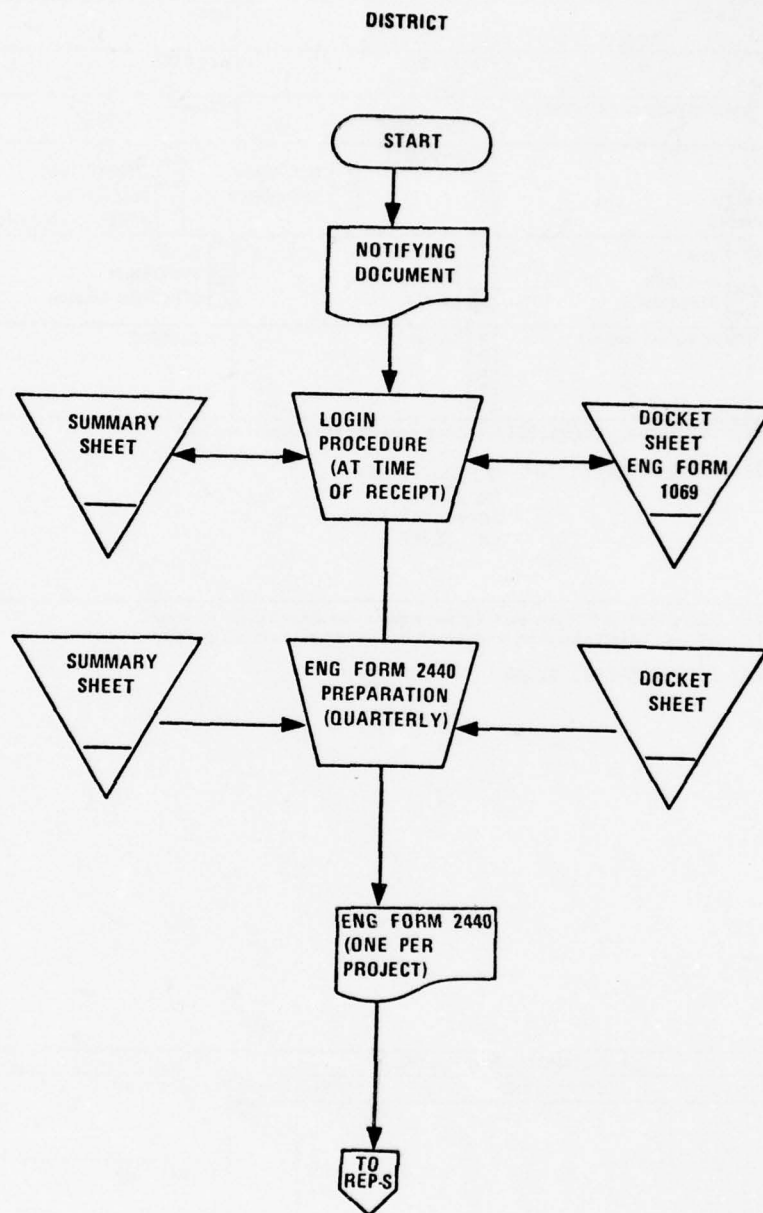 DISTRICT
START
NOTIFYING
DOCUMENT
SUMMARY
SHEET
LOGIN
PROCEDURE
(AT TIME
OF RECEIPT)
DOCKET
SHEET
ENG FORM
1069
SUMMARY
SHEET
ENG FORM 2440
PREPARATION
(QUARTERLY)
DOCKET
SHEET
ENG FORM 2440
(ONE PER
PROJECT)
TO
REP-S